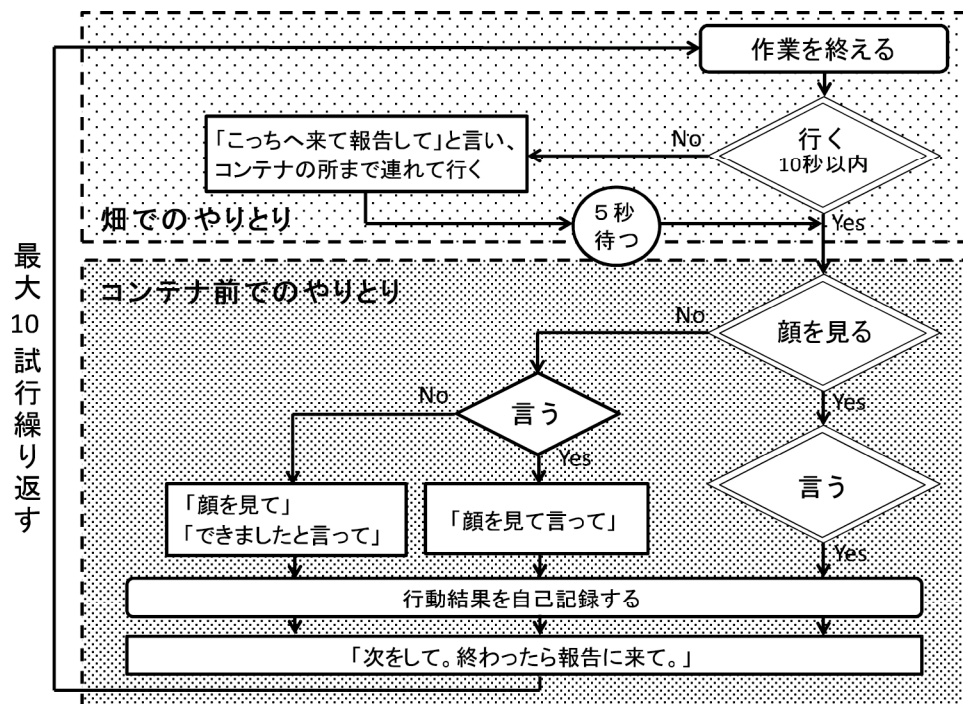 作業を終える
行く
10秒以内
No
「こっちへ来て報告して」と言い、
コンテナの所まで連れて行く
畑でのやりとり
5秒
待つ
Yes
最大10試行繰り返す
コンテナ前でのやりとり
顔を見る
No
Yes
言う
No
Yes
言う
Yes
「顔を見て」
「できましたと言って」
「顔を見て言って」
行動結果を自己記録する
「次をして。終わったら報告に来て。」